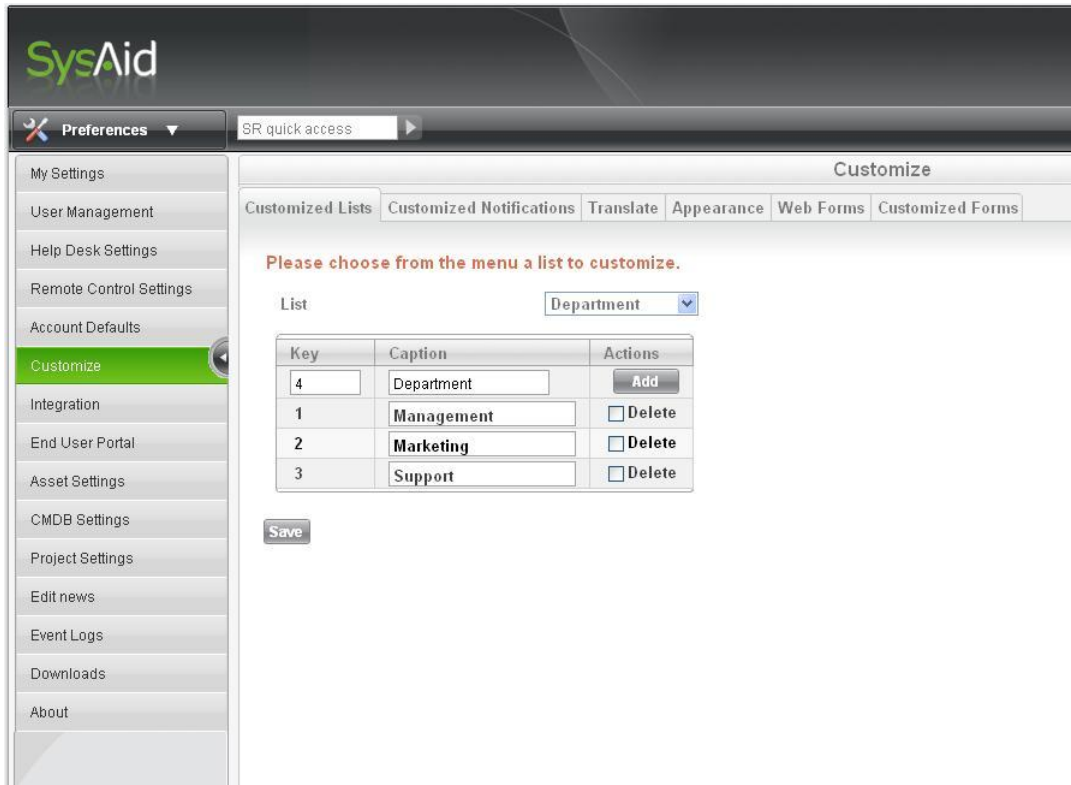 SysAid
Preferences
SR quick access
My Settings
User Management
Help Desk Settings
Remote Control Settings
Account Defaults
Customize
Integration
End User Portal
Asset Settings
CMDB Settings
Project Settings
Edit news
Event Logs
Downloads
About
Customize
Customized Lists Customized Notifications Translate Appearance Web Forms Customized Forms
Please choose from the menu a list to customize.
List Department
Key Caption Actions
4 Department Add
1 Management Delete
2 Marketing Delete
3 Support Delete
Save